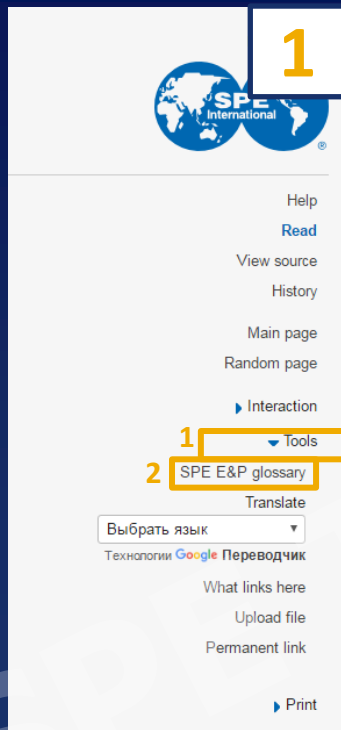 1
SPE
International
®
Help
Read
View source
History
Main page
Random page
Interaction
1 Tools
2 SPE E&P glossary
Translate
Выбрать язык
Технологии Google Переводчик
What links here
Upload file
Permanent link
Print